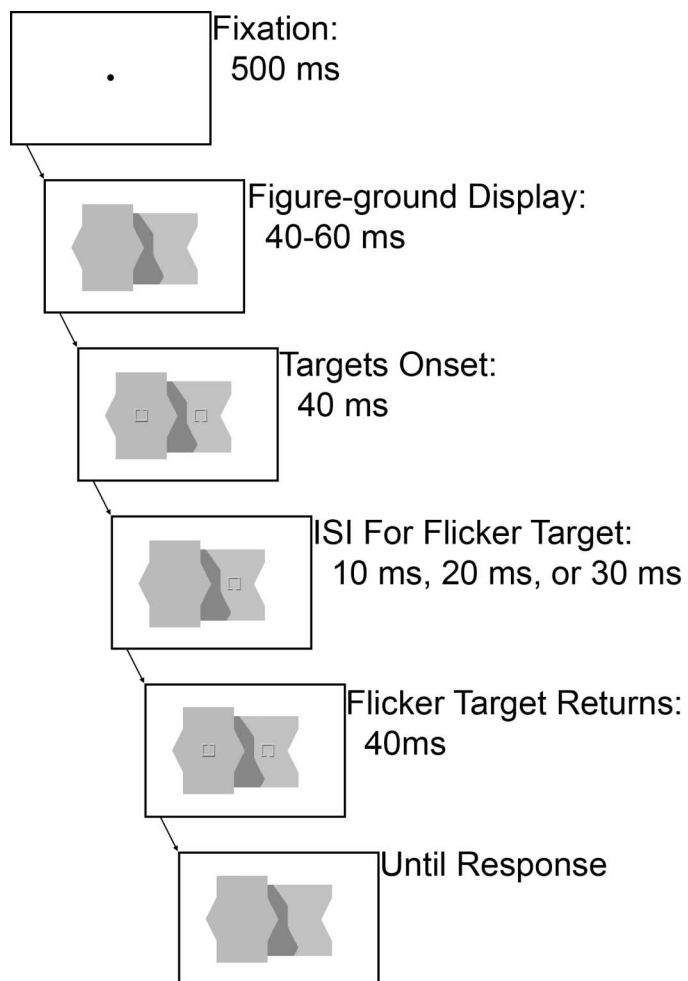 Fixation:
500 ms
Figure-ground Display:
40-60 ms
Targets Onset:
40 ms
ISI For Flicker Target:
10 ms, 20 ms, or 30 ms
Flicker Target Returns:
40ms
Until Response